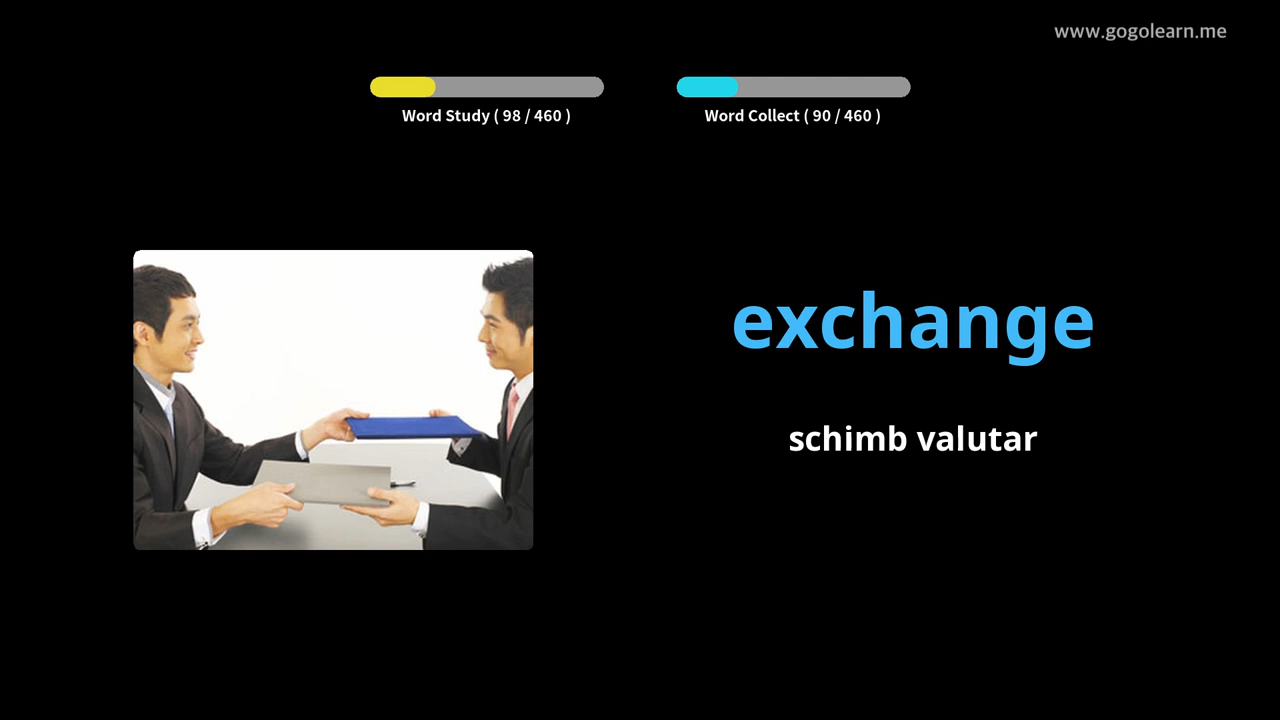 www.gogolearn.me
Word Study ( 98 / 460 )
Word Collect ( 90 / 460 )
exchange
schimb valutar